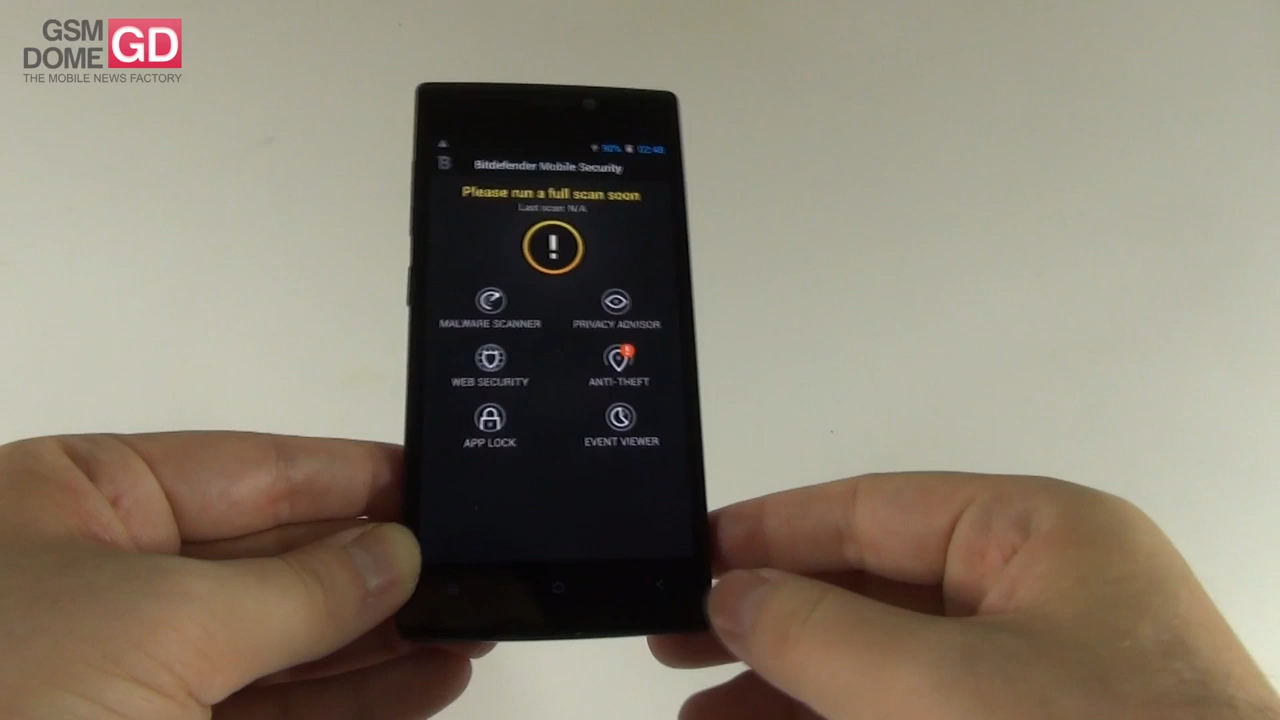 GSM
DOME GD
THE MOBILE NEWS FACTORY
90% 02:48
Bitdefender Mobile Security
Please run a full scan soon
Last scan: N/A
!
MALWARE SCANNER PRIVACY ADVISOR
WEB SECURITY ANTI-THEFT
APP LOCK EVENT VIEWER